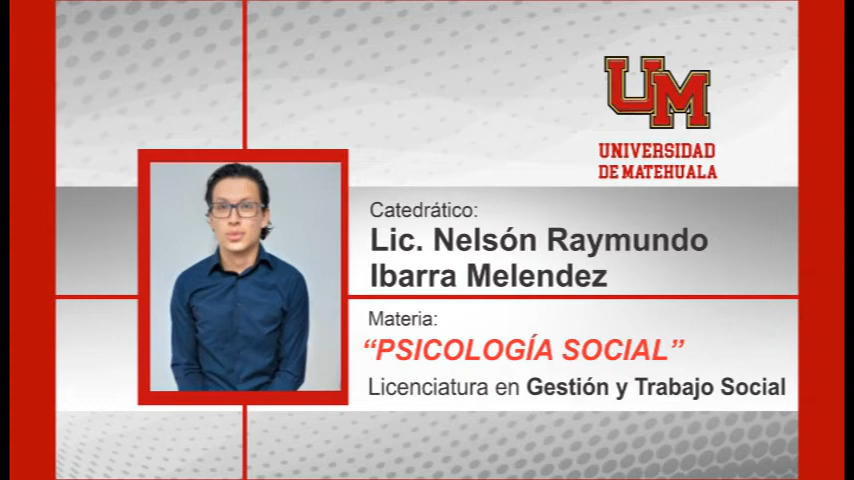 UM
UNIVERSIDAD
DE MATEHUALA
Catedrático:
Lic. Nelsón Raymundo
Ibarra Melendez
Materia:
“PSICOLOGÍA SOCIAL”
Licenciatura en Gestión y Trabajo Social